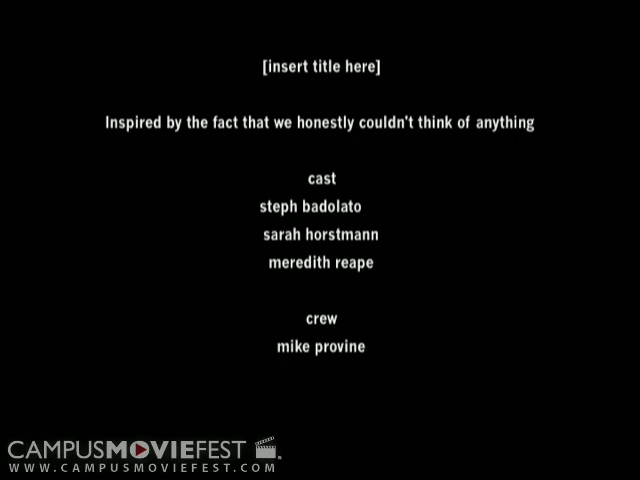 [insert title here]
Inspired by the fact that we honestly couldn't think of anything
cast
steph badolato
sarah horstmann
meredith reape
crew
mike provine
CAMPUSMOVIEFEST
WWW.CAMPUSMOVIEFEST.COM